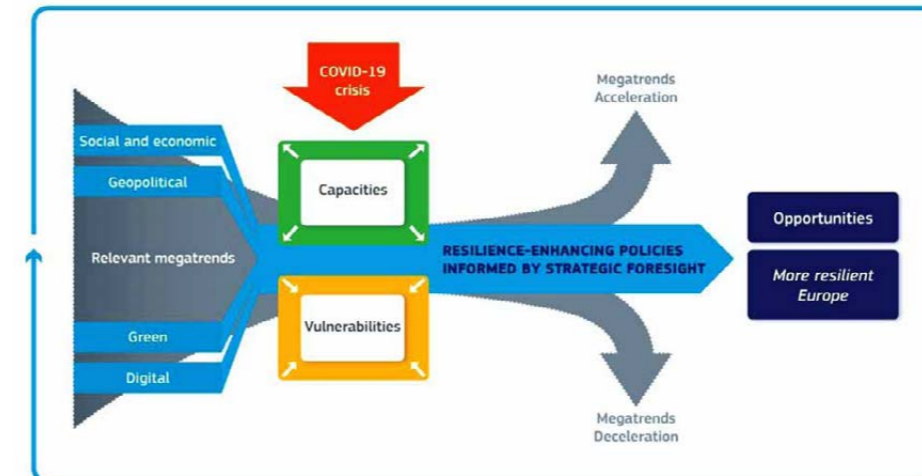 COVID-19
crisis
Megatrends
Acceleration
Social and economic
Geopolitical
Capacities
Opportunities
Relevant megatrends
RESILIENCE-ENHANCING POLICIES
INFORMED BY STRATEGIC FORESIGHT
More resilient
Europe
Vulnerabilities
Green
Digital
Megatrends
Deceleration